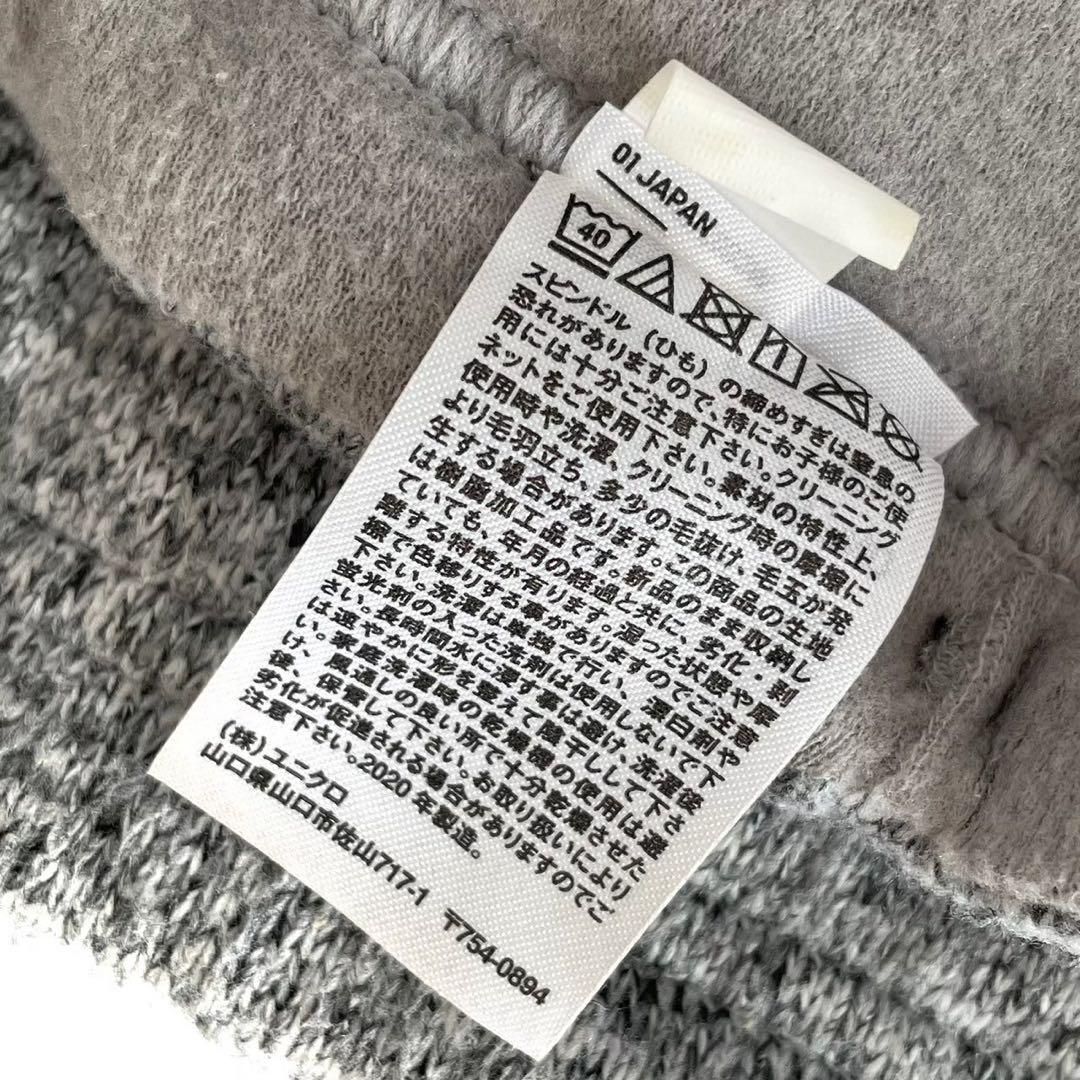 01 JAPAN
40
スピンドル（ひも）の締めすぎは窒息の
恐れがありますので、特にお子様のご使
用には十分ご注意下さい。クリーニング
ネットをご使用下さい。素材の特性上、
使用時や洗濯、クリーニング時の摩擦に
より毛羽立ち、多少の毛抜け、毛玉が発
生する場合があります。この商品の生地
は樹脂加工品です。新品のまま収納し
ていても、年月の経過と共に、劣化・剥
離する特性が有ります。湿った状態や摩
擦で色移りする事がありますのでご注意
下さい。洗濯は単独で行い、漂白剤や
蛍光剤の入った洗剤は使用しないで下
さい。長時間水に浸す事は避け、洗濯後
は速やかに形を整えて陰干しして下さ
い。家庭洗濯時の乾燥機の使用は避
け、風通しの良い所で十分乾燥させた
後、保管して下さい。お取り扱いにより
劣化が促進される場合がありますのでご
注意下さい。2020年製造。
（株）ユニクロ
山口県山口市佐山717-1 〒754-0894